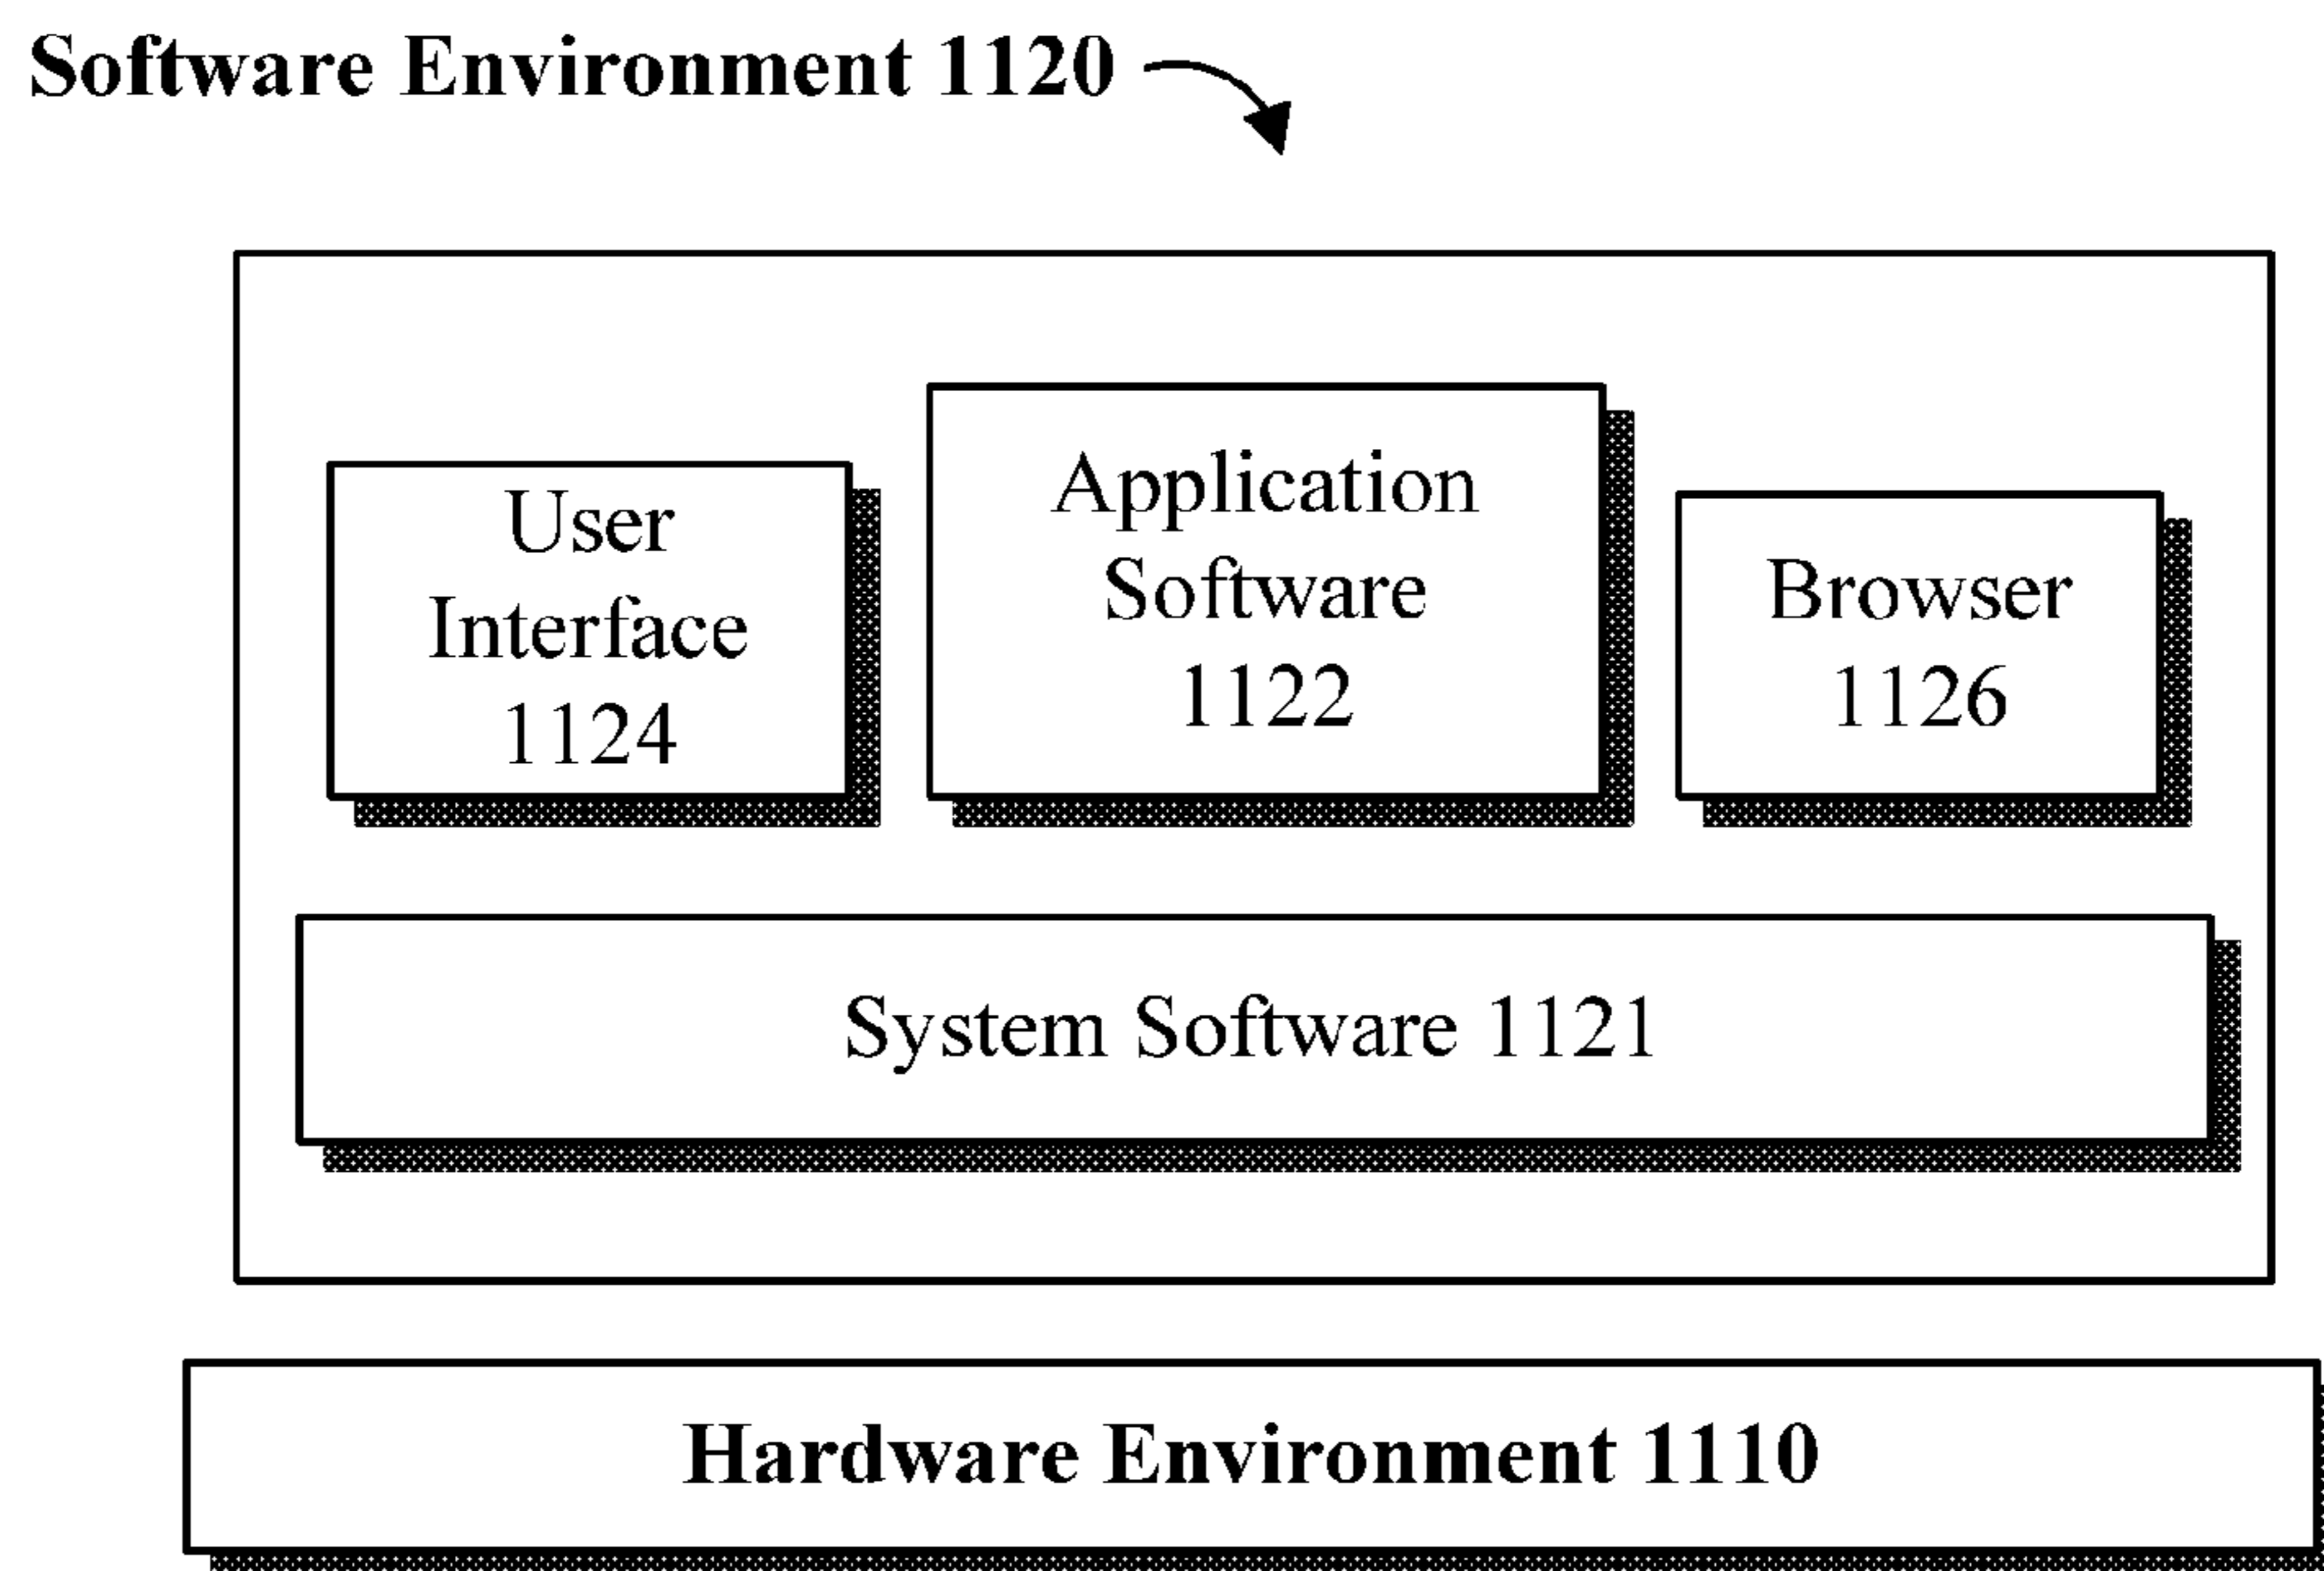 Software Environment 1120
User
Interface
1124
Application
Software
1122
Browser
1126
System Software 1121
Hardware Environment 1110